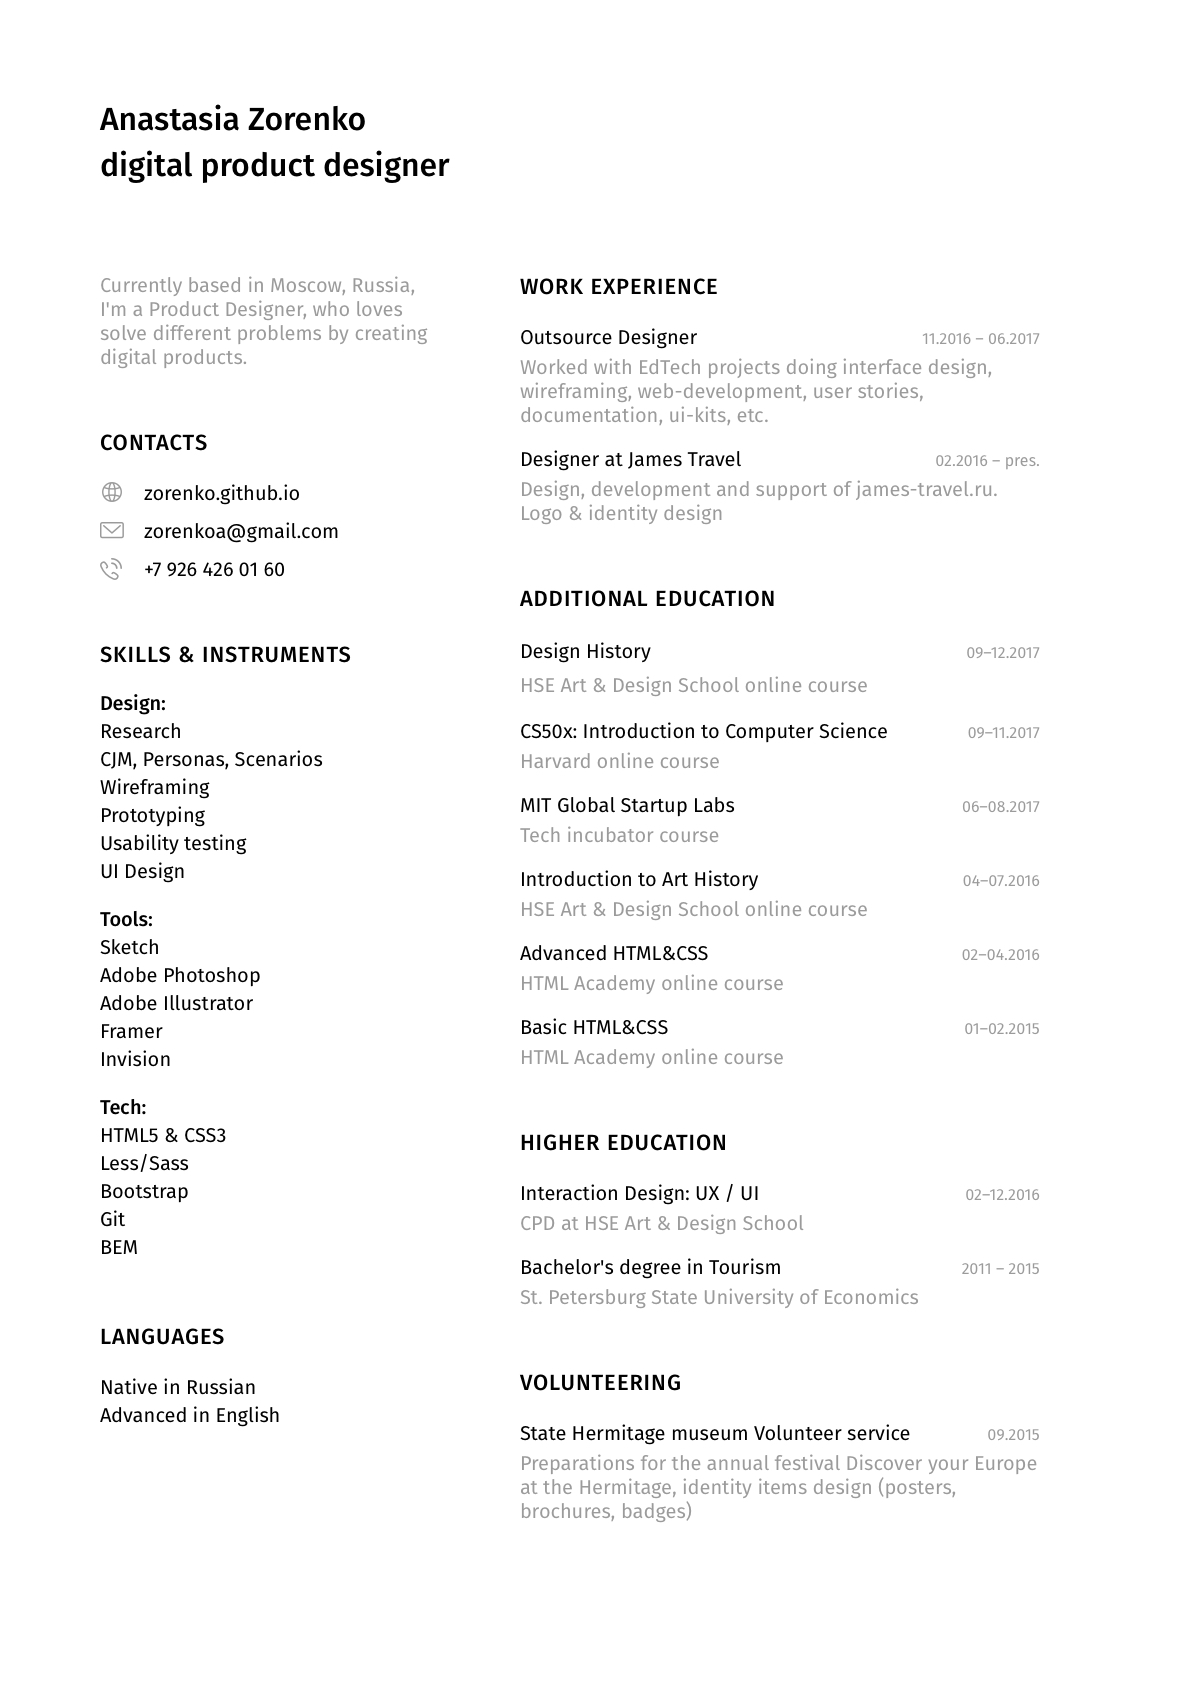 Anastasia Zorenko
digital product designer
Currently based in Moscow, Russia,
I'm a Product Designer, who loves
solve different problems by creating
digital products.
CONTACTS
zorenko.github.io
zorenkoa@gmail.com
+7 926 426 01 60
SKILLS & INSTRUMENTS
Design:
Research
CJM, Personas, Scenarios
Wireframing
Prototyping
Usability testing
UI Design
Tools:
Sketch
Adobe Photoshop
Adobe Illustrator
Framer
Invision
Tech:
HTML5 & CSS3
Less/Sass
Bootstrap
Git
BEM
LANGUAGES
Native in Russian
Advanced in English
WORK EXPERIENCE
Outsource Designer 11.2016 – 06.2017
Worked with EdTech projects doing interface design,
wireframing, web-development, user stories,
documentation, ui-kits, etc.
Designer at James Travel 02.2016 – pres.
Design, development and support of james-travel.ru.
Logo & identity design
ADDITIONAL EDUCATION
Design History 09–12.2017
HSE Art & Design School online course
CS50x: Introduction to Computer Science 09–11.2017
Harvard online course
MIT Global Startup Labs 06–08.2017
Tech incubator course
Introduction to Art History 04–07.2016
HSE Art & Design School online course
Advanced HTML&CSS 02–04.2016
HTML Academy online course
Basic HTML&CSS 01–02.2015
HTML Academy online course
HIGHER EDUCATION
Interaction Design: UX / UI 02–12.2016
CPD at HSE Art & Design School
Bachelor's degree in Tourism 2011 – 2015
St. Petersburg State University of Economics
VOLUNTEERING
State Hermitage museum Volunteer service 09.2015
Preparations for the annual festival Discover your Europe
at the Hermitage, identity items design (posters,
brochures, badges)